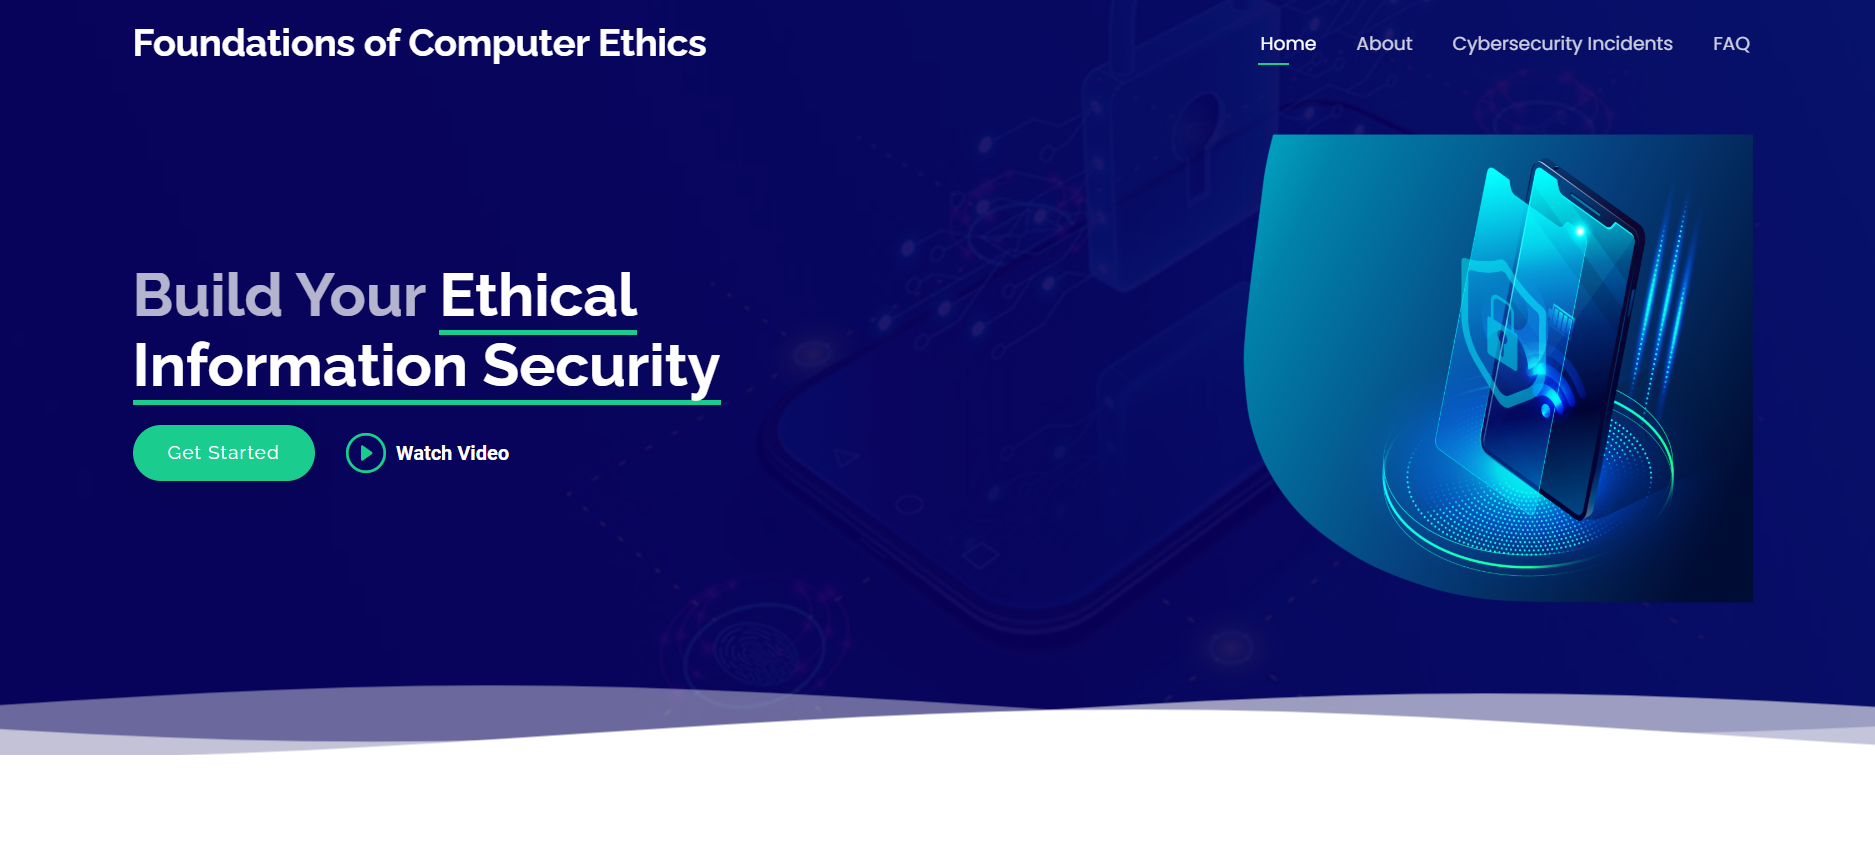 Foundations of Computer Ethics
Home About Cybersecurity Incidents FAQ
Build Your Ethical
Information Security
Get Started Watch Video